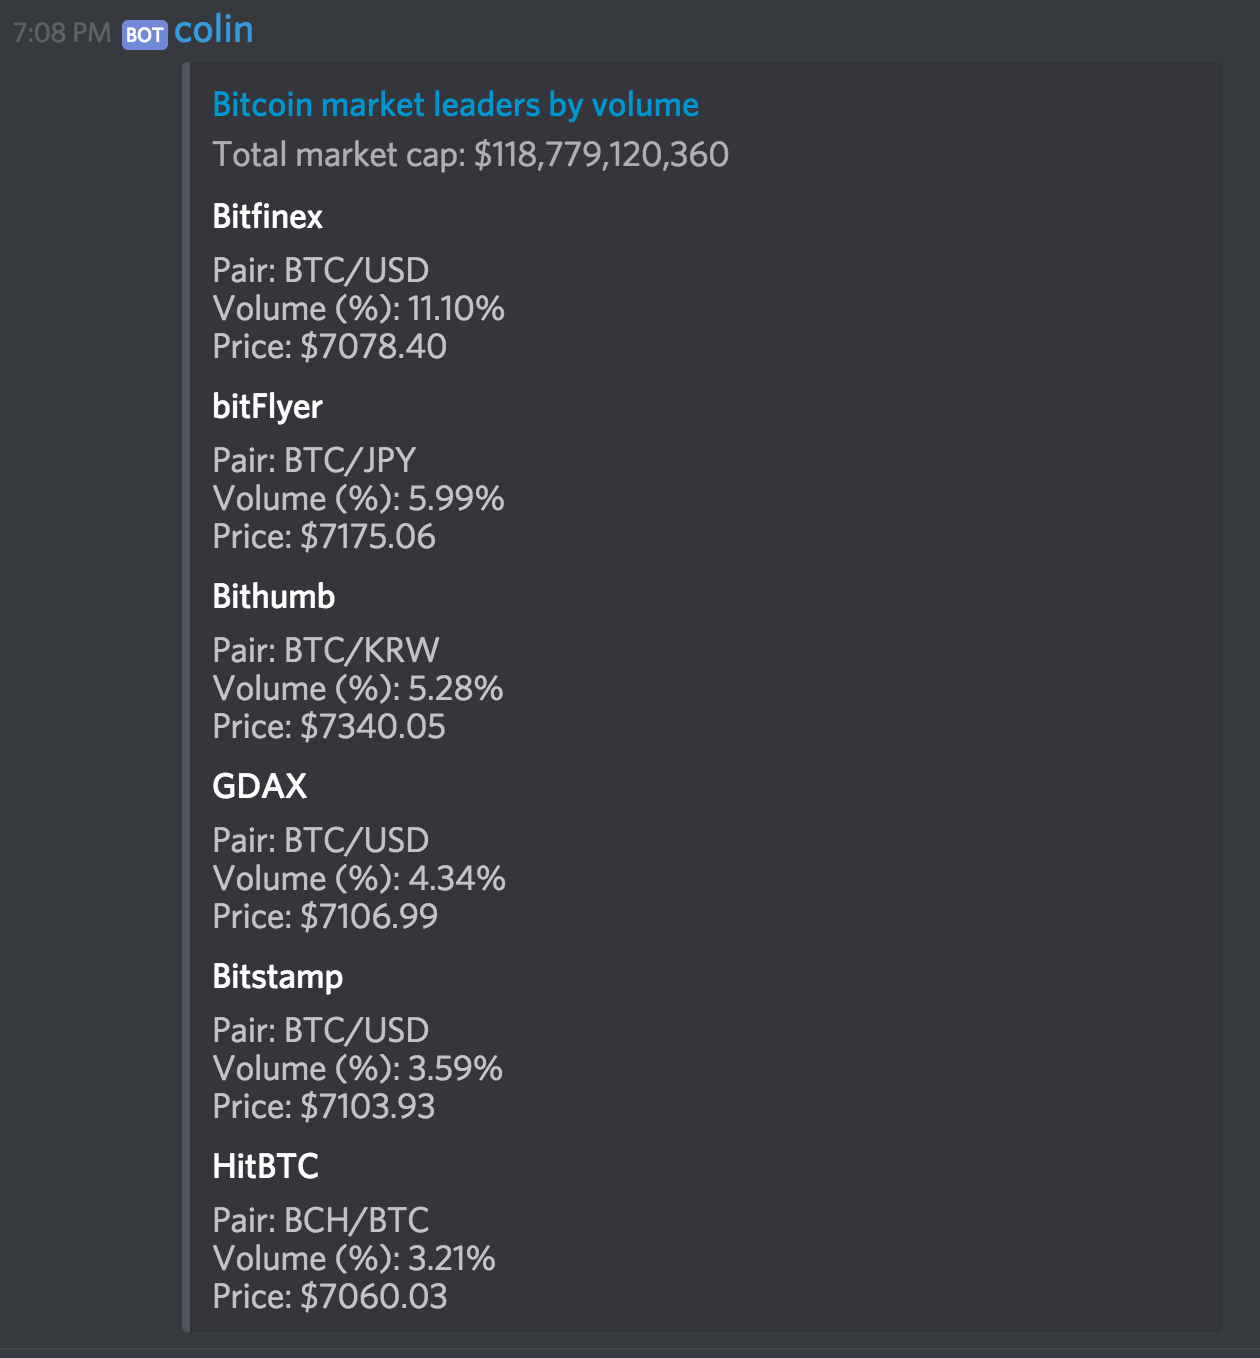 7:08 PM BOT colin
Bitcoin market leaders by volume
Total market cap: $118,779,120,360
Bitfinex
Pair: BTC/USD
Volume (%): 11.10%
Price: $7078.40
bitFlyer
Pair: BTC/JPY
Volume (%): 5.99%
Price: $7175.06
Bithumb
Pair: BTC/KRW
Volume (%): 5.28%
Price: $7340.05
GDAX
Pair: BTC/USD
Volume (%): 4.34%
Price: $7106.99
Bitstamp
Pair: BTC/USD
Volume (%): 3.59%
Price: $7103.93
HitBTC
Pair: BCH/BTC
Volume (%): 3.21%
Price: $7060.03